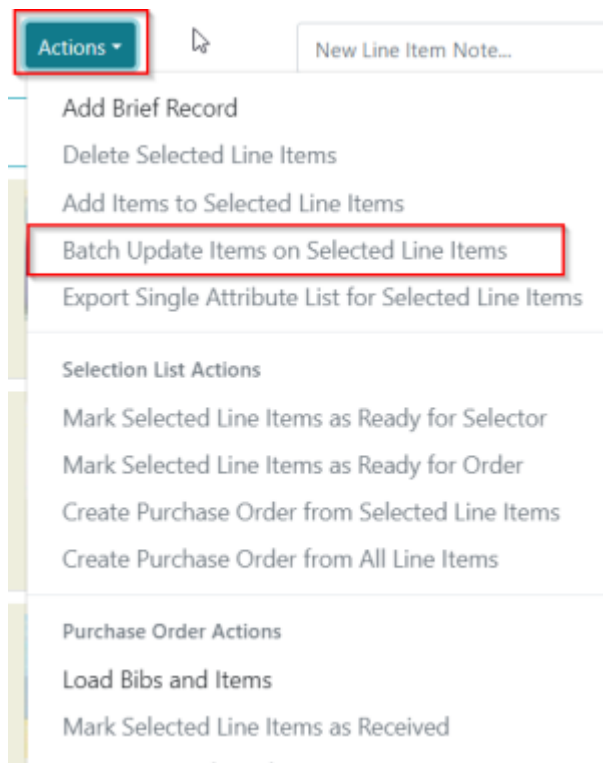 Actions
New Line Item Note...
Add Brief Record
Delete Selected Line Items
Add Items to Selected Line Items
Batch Update Items on Selected Line Items
Export Single Attribute List for Selected Line Items
Selection List Actions
Mark Selected Line Items as Ready for Selector
Mark Selected Line Items as Ready for Order
Create Purchase Order from Selected Line Items
Create Purchase Order from All Line Items
Purchase Order Actions
Load Bibs and Items
Mark Selected Line Items as Received